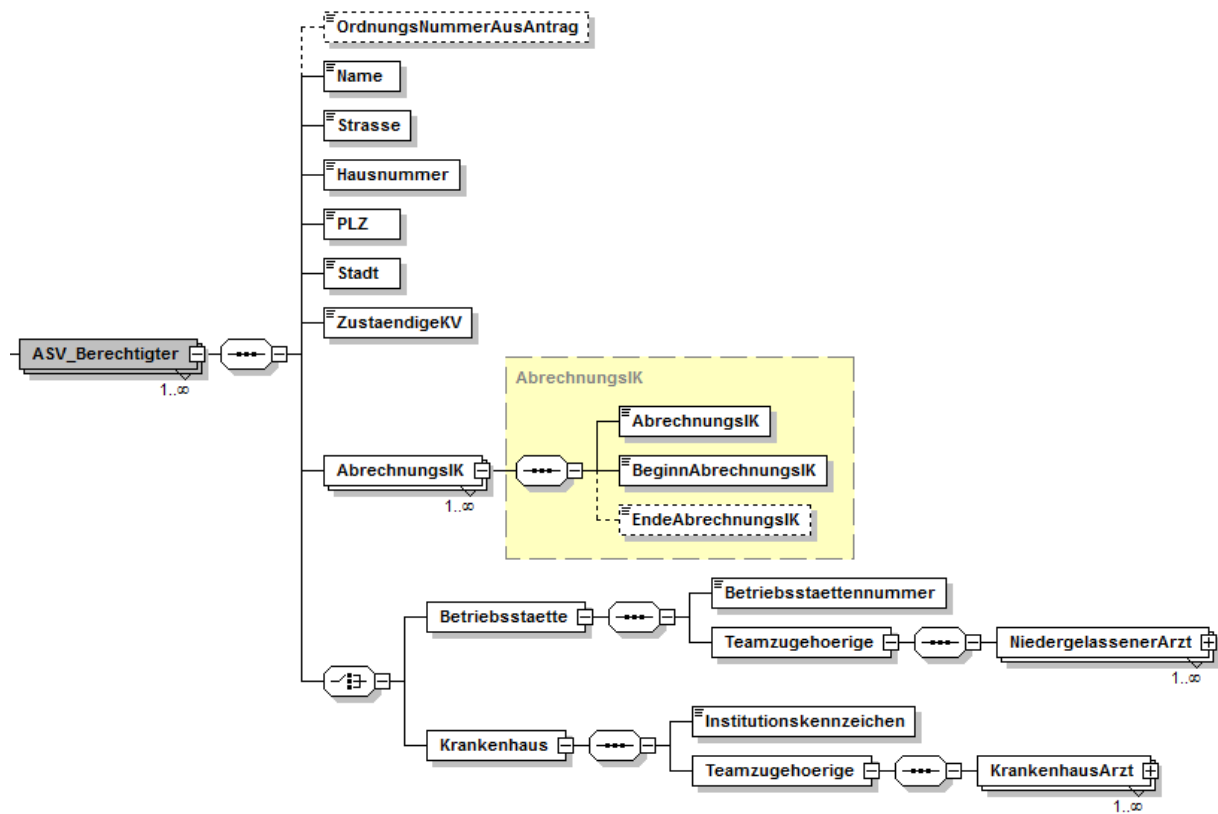 OrdnungsNummerAusAntrag
Name
Strasse
Hausnummer
PLZ
Stadt
ZustaendigeKV
ASV_Berechtigter
1..∞
AbrechnungsIK
AbrechnungsIK
AbrechnungsIK
1..∞
BeginnAbrechnungsIK
EndeAbrechnungsIK
Betriebsstaette
Betriebsstaettennummer
Teamzugehoerige
NiedergelassenerArzt
1..∞
Krankenhaus
Institutionskennzeichen
Teamzugehoerige
KrankenhausArzt
1..∞